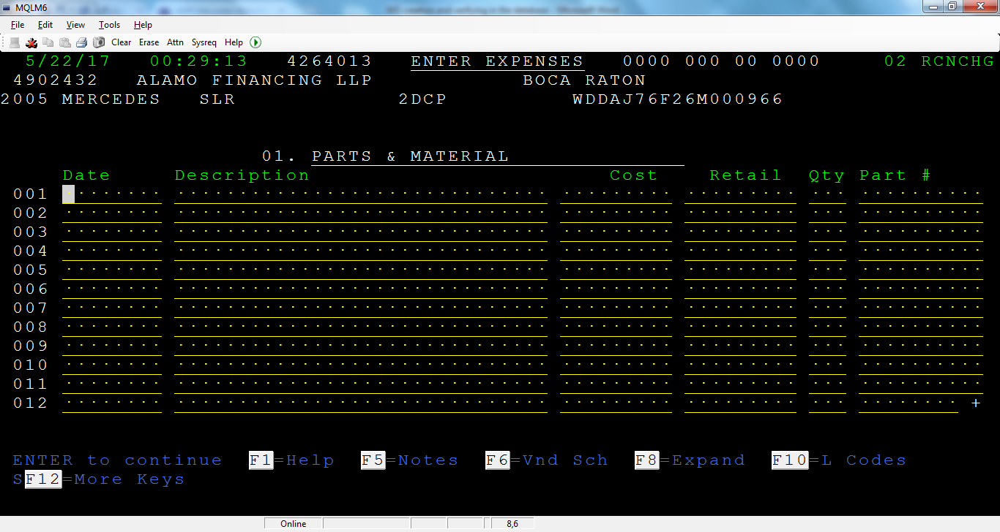 MQLM6
File Edit View Tools Help
Clear Erase Attn Sysreq Help
5/22/17 00:29:13 4264013 ENTER EXPENSES 0000 000 00 0000 02 RCNCHG
4902432 ALAMO FINANCING LLP BOCA RATON
2005 MERCEDES SLR 2DCP WDDAJ76F26M000966
01. PARTS & MATERIAL
Date Description Cost Retail Qty Part #
001
002
003
004
005
006
007
008
009
010
011
012 +
ENTER to continue F1=Help F5=Notes F6=Vnd Sch F8=Expand F10=L Codes
SF12=More Keys
Online 8,6